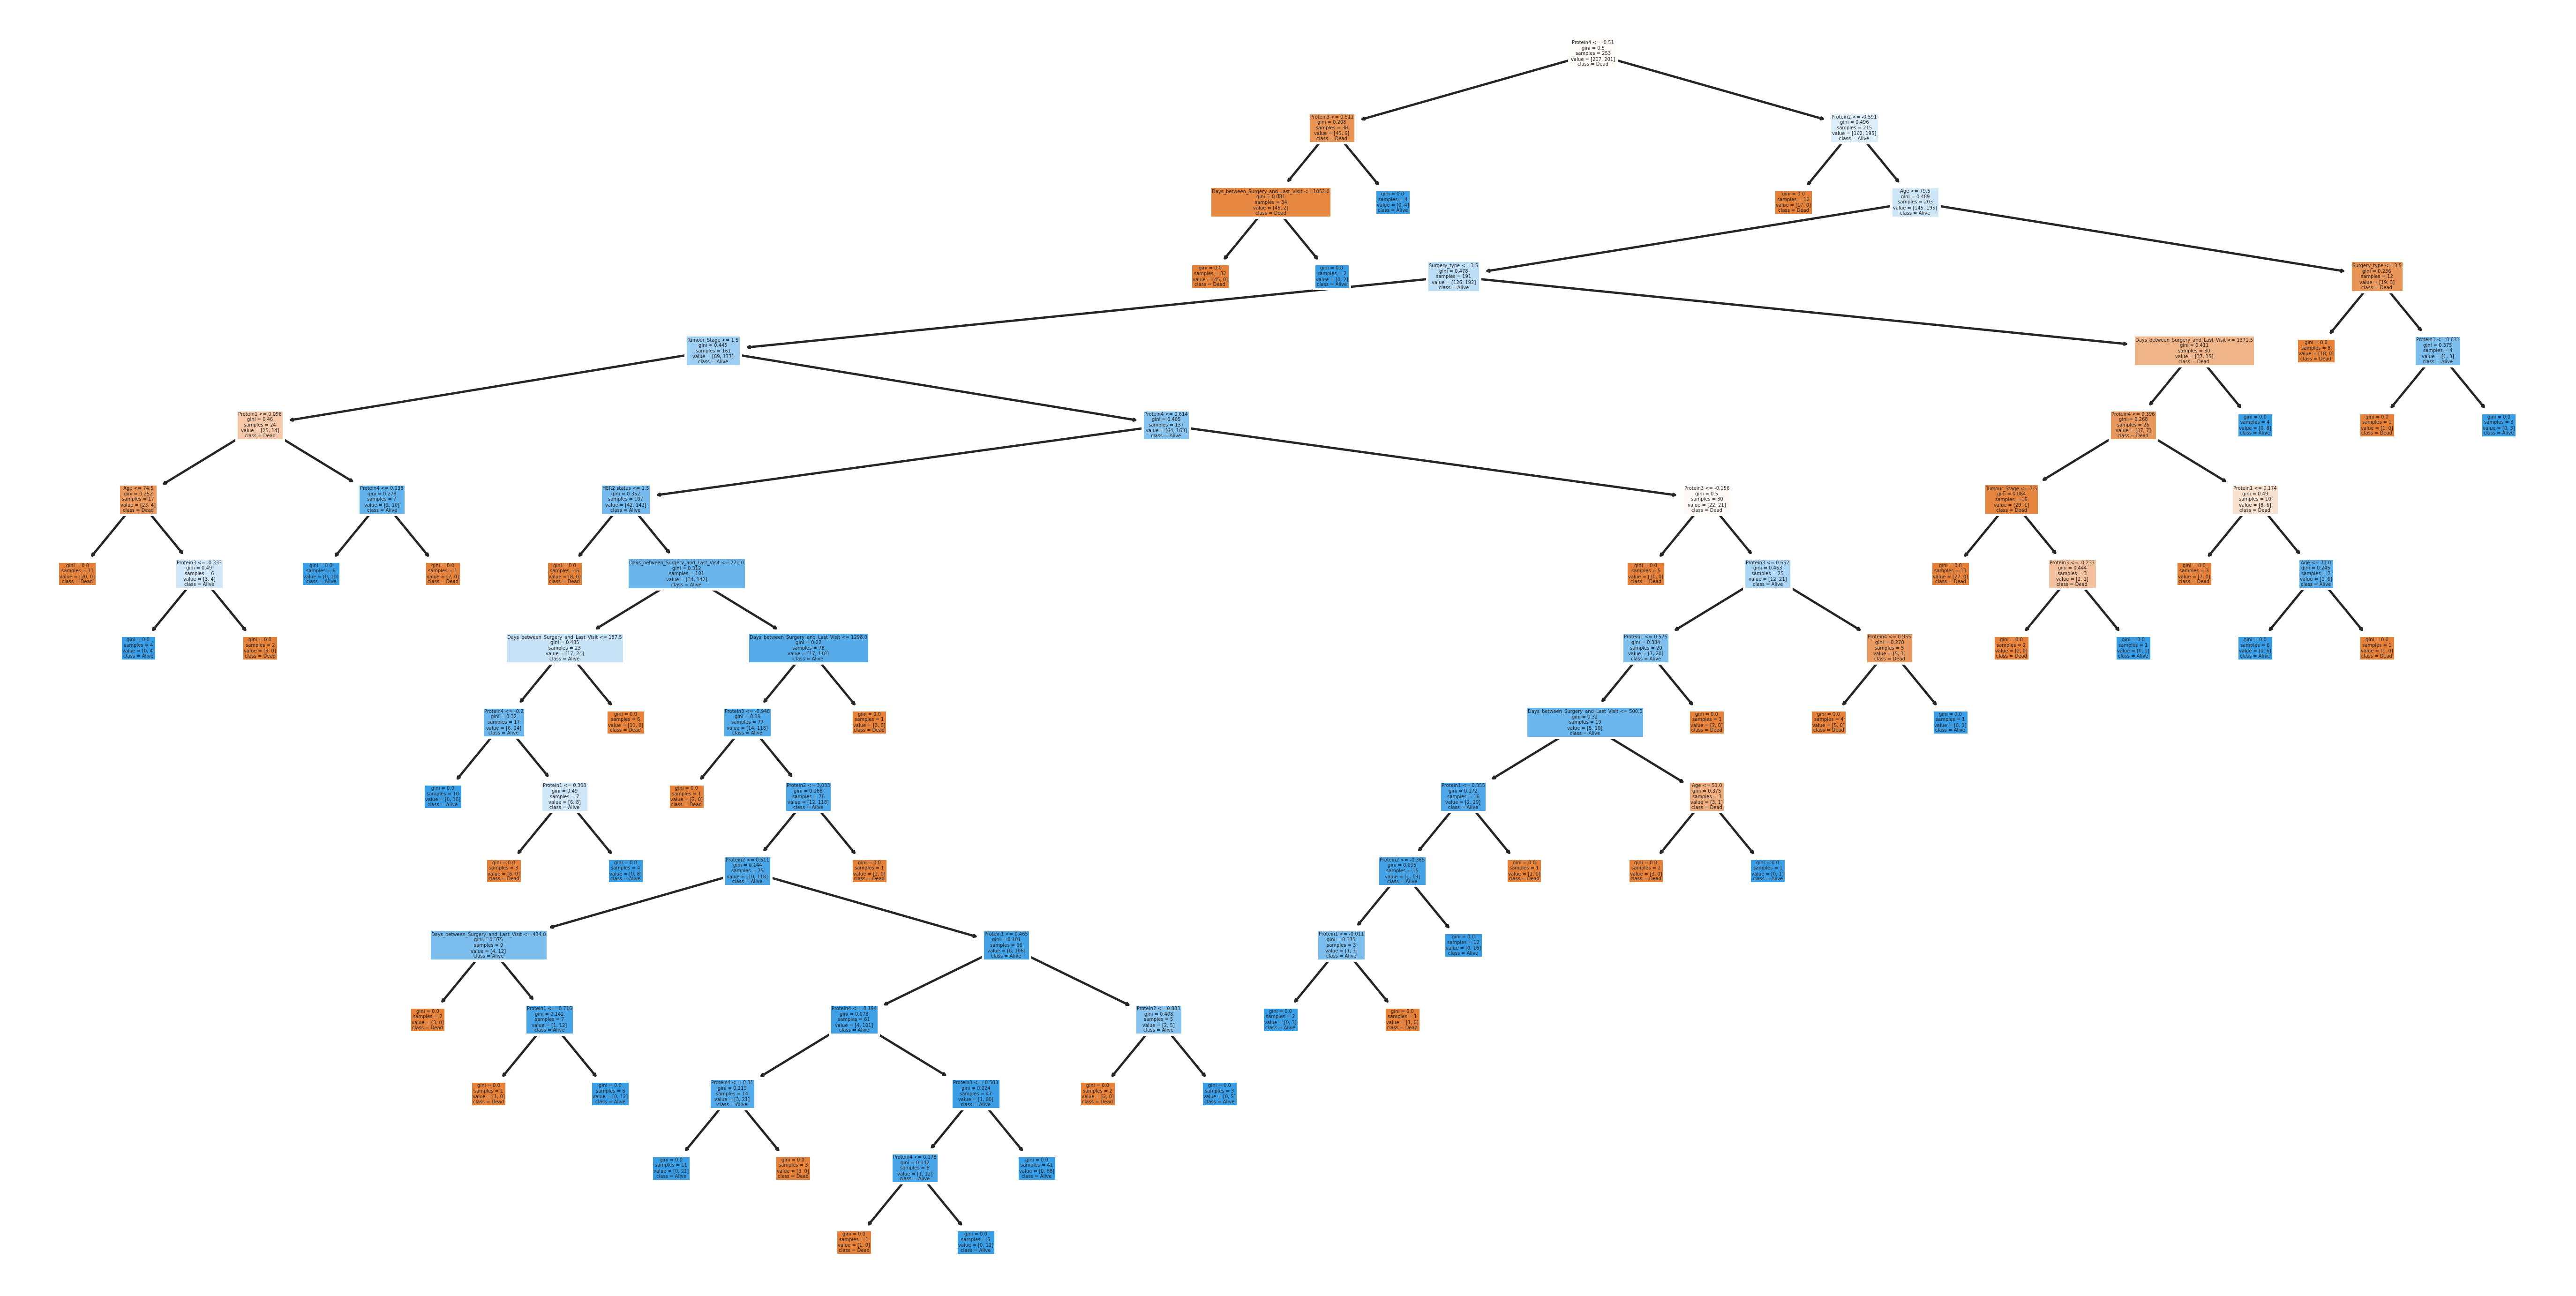 Protein4 <= -0.51
gini = 0.5
samples = 253
value = [207, 201]
class = Dead
Protein3 <= 0.512
gini = 0.208
samples = 38
value = [45, 6]
class = Dead
Protein2 <= -0.591
gini = 0.496
samples = 215
value = [162, 195]
class = Alive
Days_between_Surgery_and_Last_Visit <= 1052.0
gini = 0.081
samples = 34
value = [45, 2]
class = Dead
gini = 0.0
samples = 4
value = [0, 4]
class = Alive
gini = 0.0
samples = 12
value = [17, 0]
class = Dead
Age <= 79.5
gini = 0.489
samples = 203
value = [145, 195]
class = Alive
gini = 0.0
samples = 32
value = [45, 0]
class = Dead
gini = 0.0
samples = 2
value = [0, 2]
class = Alive
Surgery_type <= 3.5
gini = 0.478
samples = 191
value = [126, 192]
class = Alive
Surgery_type <= 3.5
gini = 0.236
samples = 12
value = [19, 3]
class = Dead
Tumour_Stage <= 1.5
gini = 0.445
samples = 161
value = [89, 177]
class = Alive
Days_between_Surgery_and_Last_Visit <= 1371.5
gini = 0.411
samples = 30
value = [37, 15]
class = Dead
gini = 0.0
samples = 8
value = [18, 0]
class = Dead
Protein1 <= 0.031
gini = 0.375
samples = 4
value = [1, 3]
class = Alive
Protein1 <= 0.096
gini = 0.46
samples = 24
value = [25, 14]
class = Dead
Protein4 <= 0.614
gini = 0.405
samples = 137
value = [64, 163]
class = Alive
Protein4 <= 0.396
gini = 0.268
samples = 26
value = [37, 7]
class = Dead
gini = 0.0
samples = 4
value = [0, 8]
class = Alive
gini = 0.0
samples = 1
value = [1, 0]
class = Dead
gini = 0.0
samples = 3
value = [0, 3]
class = Alive
Age <= 74.5
gini = 0.252
samples = 17
value = [23, 4]
class = Dead
Protein4 <= 0.238
gini = 0.278
samples = 7
value = [2, 10]
class = Alive
HER2 status <= 1.5
gini = 0.352
samples = 107
value = [42, 142]
class = Alive
Protein3 <= -0.156
gini = 0.5
samples = 30
value = [22, 21]
class = Dead
Tumour_Stage <= 2.5
gini = 0.064
samples = 16
value = [29, 1]
class = Dead
Protein1 <= 0.174
gini = 0.49
samples = 10
value = [8, 6]
class = Dead
gini = 0.0
samples = 11
value = [20, 0]
class = Dead
Protein3 <= -0.333
gini = 0.49
samples = 6
value = [3, 4]
class = Alive
gini = 0.0
samples = 6
value = [0, 10]
class = Alive
gini = 0.0
samples = 1
value = [2, 0]
class = Dead
gini = 0.0
samples = 6
value = [8, 0]
class = Dead
Days_between_Surgery_and_Last_Visit <= 271.0
gini = 0.312
samples = 101
value = [34, 142]
class = Alive
gini = 0.0
samples = 5
value = [10, 0]
class = Dead
Protein3 <= 0.652
gini = 0.463
samples = 25
value = [12, 21]
class = Alive
gini = 0.0
samples = 13
value = [27, 0]
class = Dead
Protein3 <= -0.233
gini = 0.444
samples = 3
value = [2, 1]
class = Dead
gini = 0.0
samples = 3
value = [7, 0]
class = Dead
Age <= 71.0
gini = 0.245
samples = 7
value = [1, 6]
class = Alive
gini = 0.0
samples = 4
value = [0, 4]
class = Alive
gini = 0.0
samples = 2
value = [3, 0]
class = Dead
Days_between_Surgery_and_Last_Visit <= 187.5
gini = 0.485
samples = 23
value = [17, 24]
class = Alive
Days_between_Surgery_and_Last_Visit <= 1298.0
gini = 0.22
samples = 78
value = [17, 118]
class = Alive
Protein1 <= 0.575
gini = 0.384
samples = 20
value = [7, 20]
class = Alive
Protein4 <= 0.955
gini = 0.278
samples = 5
value = [5, 1]
class = Dead
gini = 0.0
samples = 2
value = [2, 0]
class = Dead
gini = 0.0
samples = 1
value = [0, 1]
class = Alive
gini = 0.0
samples = 6
value = [0, 6]
class = Alive
gini = 0.0
samples = 1
value = [1, 0]
class = Dead
Protein4 <= -0.2
gini = 0.32
samples = 17
value = [6, 24]
class = Alive
gini = 0.0
samples = 6
value = [11, 0]
class = Dead
Protein3 <= -0.948
gini = 0.19
samples = 77
value = [14, 118]
class = Alive
gini = 0.0
samples = 1
value = [3, 0]
class = Dead
Days_between_Surgery_and_Last_Visit <= 500.0
gini = 0.32
samples = 19
value = [5, 20]
class = Alive
gini = 0.0
samples = 1
value = [2, 0]
class = Dead
gini = 0.0
samples = 4
value = [5, 0]
class = Dead
gini = 0.0
samples = 1
value = [0, 1]
class = Alive
gini = 0.0
samples = 10
value = [0, 16]
class = Alive
Protein1 <= 0.308
gini = 0.49
samples = 7
value = [6, 8]
class = Alive
gini = 0.0
samples = 1
value = [2, 0]
class = Dead
Protein2 <= 3.033
gini = 0.168
samples = 76
value = [12, 118]
class = Alive
Protein1 <= 0.355
gini = 0.172
samples = 16
value = [2, 19]
class = Alive
Age <= 51.0
gini = 0.375
samples = 3
value = [3, 1]
class = Dead
gini = 0.0
samples = 3
value = [6, 0]
class = Dead
gini = 0.0
samples = 4
value = [0, 8]
class = Alive
Protein2 <= 0.511
gini = 0.144
samples = 75
value = [10, 118]
class = Alive
gini = 0.0
samples = 1
value = [2, 0]
class = Dead
Protein2 <= -0.365
gini = 0.095
samples = 15
value = [1, 19]
class = Alive
gini = 0.0
samples = 1
value = [1, 0]
class = Dead
gini = 0.0
samples = 2
value = [3, 0]
class = Dead
gini = 0.0
samples = 1
value = [0, 1]
class = Alive
Days_between_Surgery_and_Last_Visit <= 434.0
gini = 0.375
samples = 9
value = [4, 12]
class = Alive
Protein1 <= 0.465
gini = 0.101
samples = 66
value = [6, 106]
class = Alive
Protein1 <= -0.011
gini = 0.375
samples = 3
value = [1, 3]
class = Alive
gini = 0.0
samples = 12
value = [0, 16]
class = Alive
gini = 0.0
samples = 2
value = [3, 0]
class = Dead
Protein1 <= -0.716
gini = 0.142
samples = 7
value = [1, 12]
class = Alive
Protein4 <= -0.194
gini = 0.073
samples = 61
value = [4, 101]
class = Alive
Protein2 <= 0.883
gini = 0.408
samples = 5
value = [2, 5]
class = Alive
gini = 0.0
samples = 2
value = [0, 3]
class = Alive
gini = 0.0
samples = 1
value = [1, 0]
class = Dead
gini = 0.0
samples = 1
value = [1, 0]
class = Dead
gini = 0.0
samples = 6
value = [0, 12]
class = Alive
Protein4 <= -0.31
gini = 0.219
samples = 14
value = [3, 21]
class = Alive
Protein3 <= -0.583
gini = 0.024
samples = 47
value = [1, 80]
class = Alive
gini = 0.0
samples = 2
value = [2, 0]
class = Dead
gini = 0.0
samples = 3
value = [0, 5]
class = Alive
gini = 0.0
samples = 11
value = [0, 21]
class = Alive
gini = 0.0
samples = 3
value = [3, 0]
class = Dead
Protein4 <= 0.178
gini = 0.142
samples = 6
value = [1, 12]
class = Alive
gini = 0.0
samples = 41
value = [0, 68]
class = Alive
gini = 0.0
samples = 1
value = [1, 0]
class = Dead
gini = 0.0
samples = 5
value = [0, 12]
class = Alive